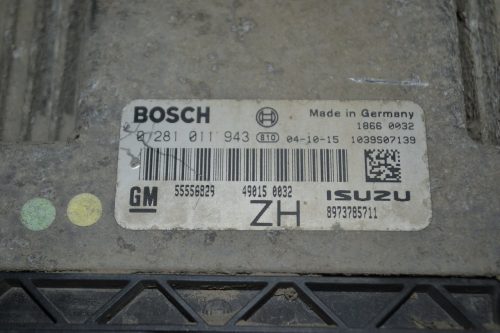 BOSCH Made in Germany
1866 0032
0 281 011 943 810 04-10-15 1039S07139
GM 55556829 49015 0032 ISUZU
ZH 8973785711